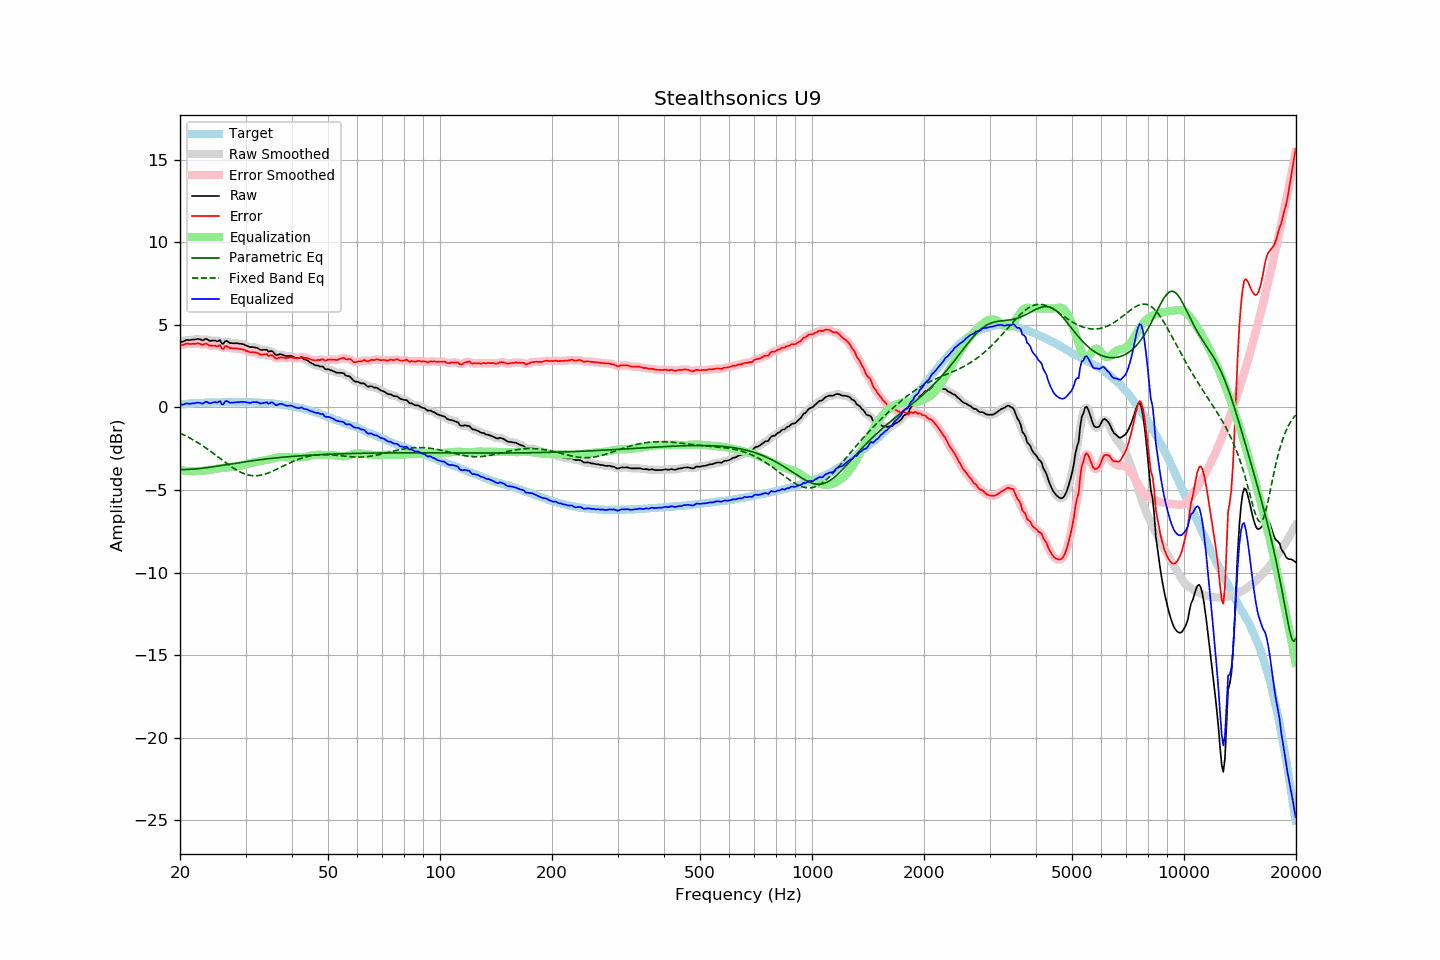 Stealthsonics U9
Target
Raw Smoothed
Error Smoothed
Raw
Error
Equalization
Parametric Eq
Fixed Band Eq
Equalized
15
10
5
0
−5
−10
−15
−20
−25
Amplitude (dBr)
20 50 100 200 500 1000 2000 5000 10000 20000
Frequency (Hz)